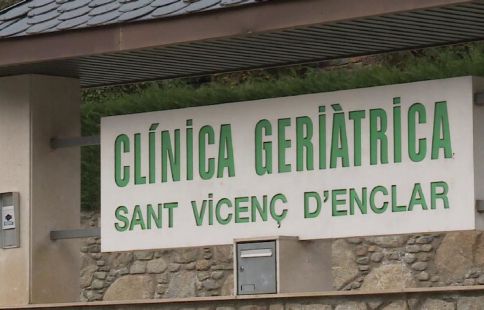 CLÍNICA GERIÀTRICA
SANT VICENÇ D'ENCLAR